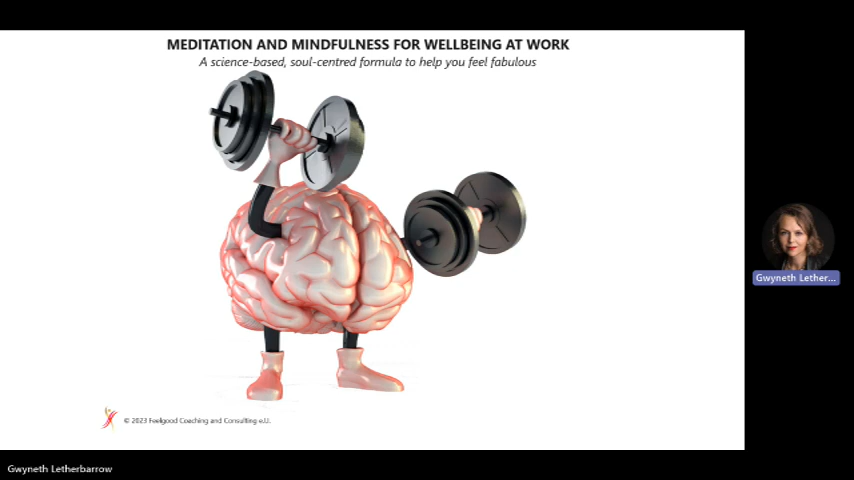 MEDITATION AND MINDFULNESS FOR WELLBEING AT WORK
A science-based, soul-centred formula to help you feel fabulous
Gwyneth Lether...
© 2023 Feelgood Coaching and Consulting e.U.
Gwyneth Letherbarrow